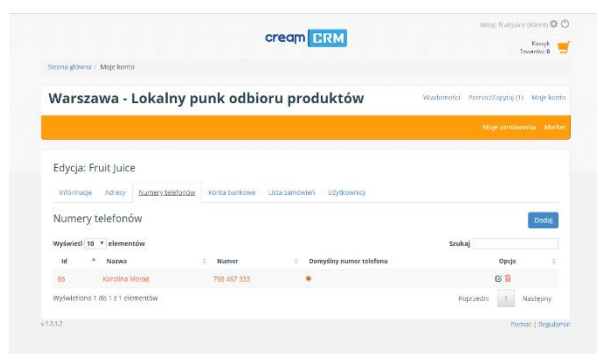 Witaj: fruitjuice (Klient)
cream CRM
Koszyk
Towarów: 0
Strona główna / Moje konto
Warszawa - Lokalny punk odbioru produktów
Wiadomości Pomoc/Zapytaj (1) Moje konto
Moje zamówienia Market
Edycja: Fruit Juice
Informacje Adresy Numery telefonów Konta bankowe Lista zamówień Użytkownicy
Numery telefonów
Dodaj
Wyświetl 10 elementów Szukaj
Id Nazwa Numer Domyślny numer telefonu Opcje
86 Karolina Morag 768 467 333
Wyświetlono 1 do 1 z 1 elementów Poprzedni 1 Następny
v 1.2.1.2 Pomoc | Regulamin